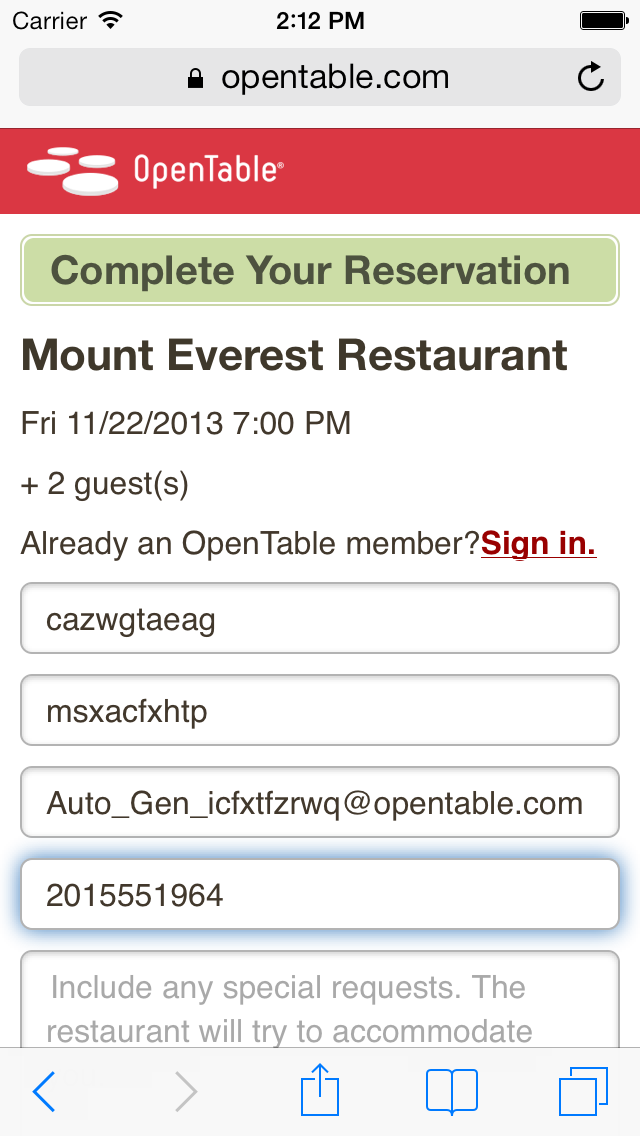 Carrier 2:12 PM
opentable.com
OpenTable®
Complete Your Reservation
Mount Everest Restaurant
Fri 11/22/2013 7:00 PM
+ 2 guest(s)
Already an OpenTable member?Sign in.
cazwgtaeag
msxacfxhtp
Auto_Gen_icfxtfzrwq@opentable.com
2015551964
Include any special requests. The
restaurant will try to accommodate